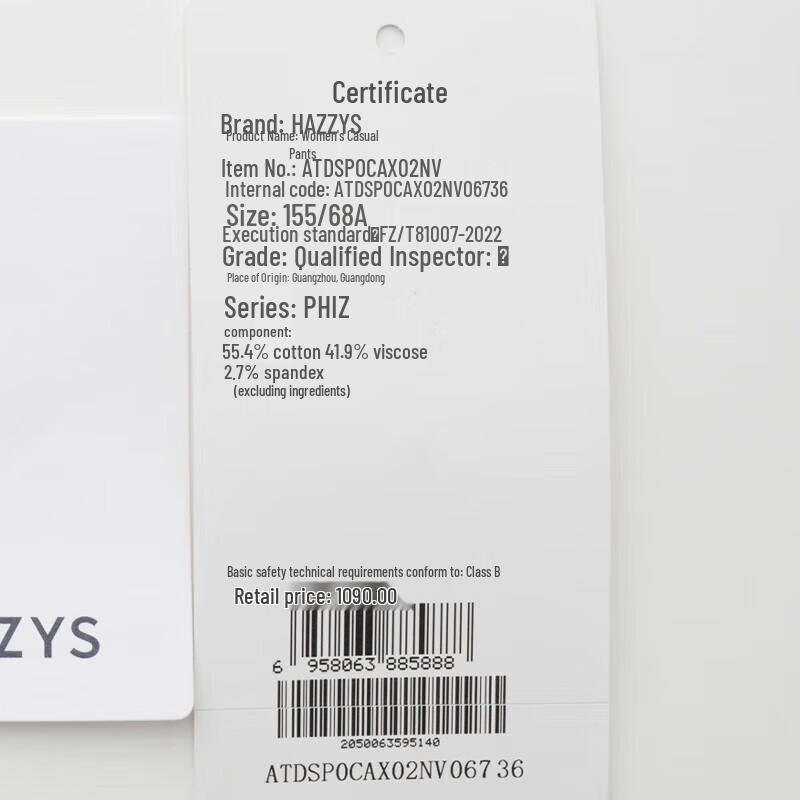 Certificate
Brand: HAZZYS
Product Name: Women's Casual
Pants
Item No.: ATDSP0CAX02NV
Internal code: ATDSP0CAX02NV06736
Size: 155/68A
Execution standard FZ/T81007-2022
Grade: Qualified Inspector:
Place of Origin: Guangzhou, Guangdong
Series: PHIZ
component:
55.4% cotton 41.9% viscose
2.7% spandex
(excluding ingredients)
Basic safety technical requirements conform to: Class B
Retail price: 1090.00
6 958063 885888
2050063595140
ATDSP0CAX02NV06736
ZYS